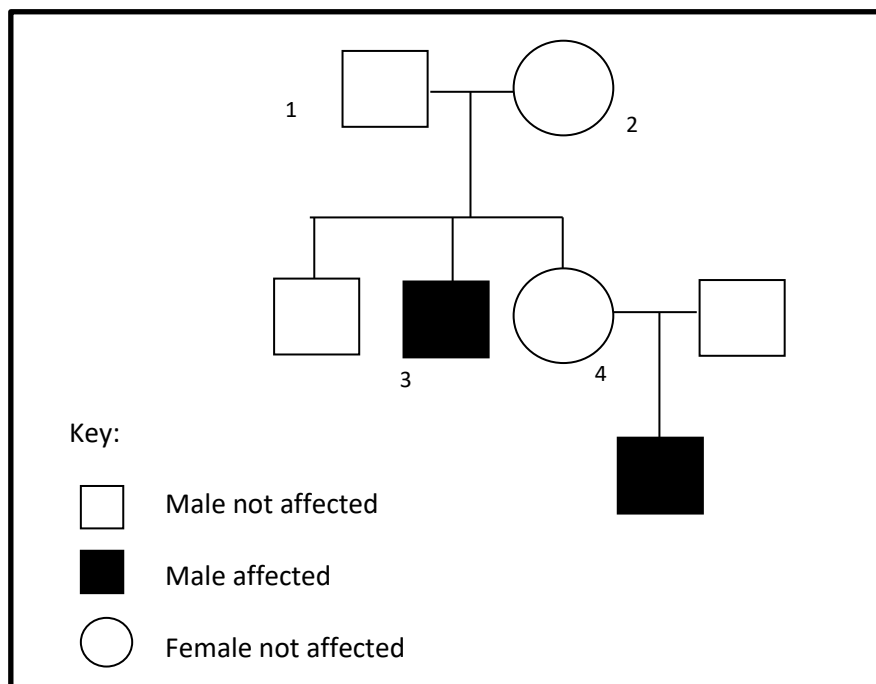 1
2
3
4
Key:
Male not affected
Male affected
Female not affected